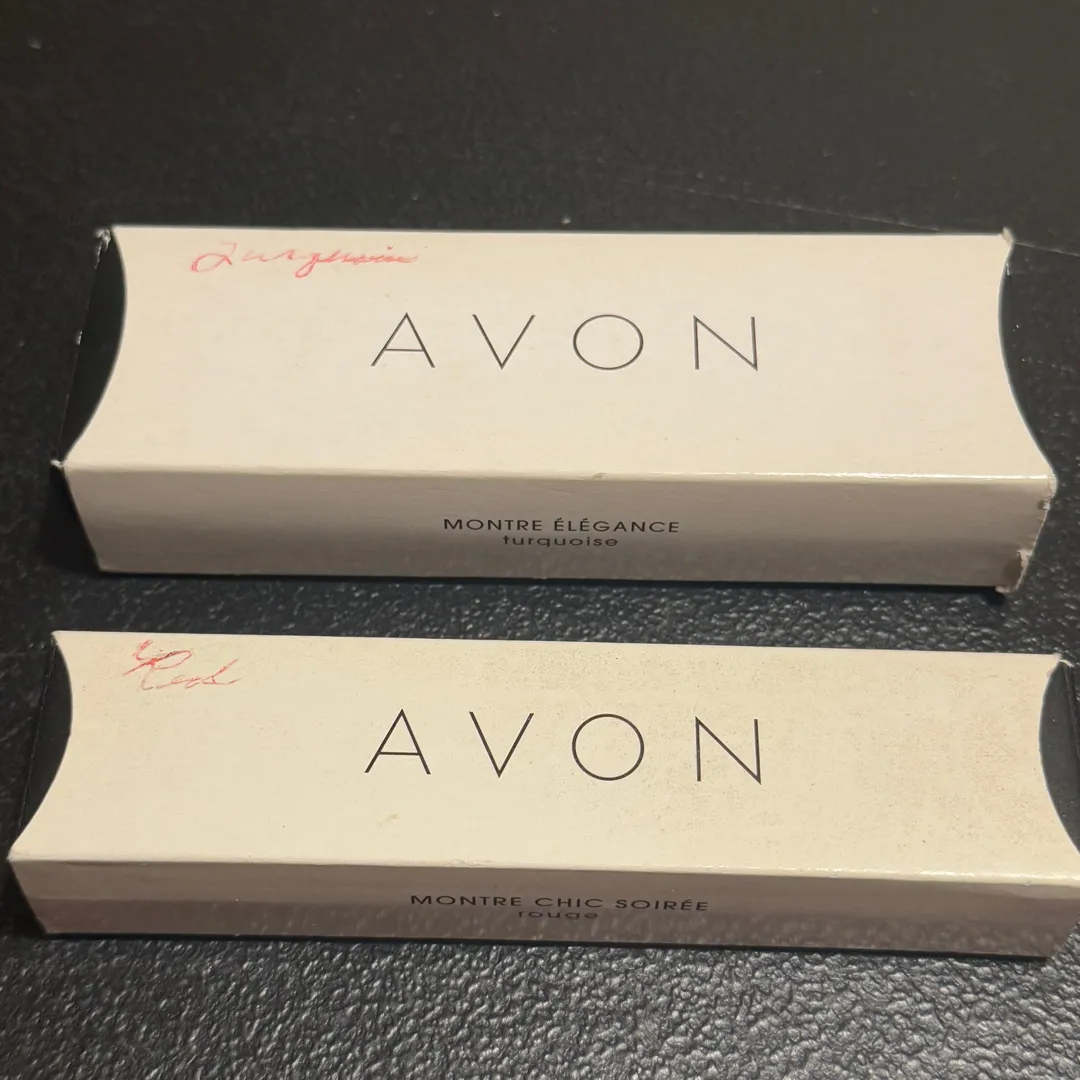 AVON
MONTRE ÉLÉGANCE
turquoise
Red
AVON
MONTRE CHIC SOIRÉE
rouge